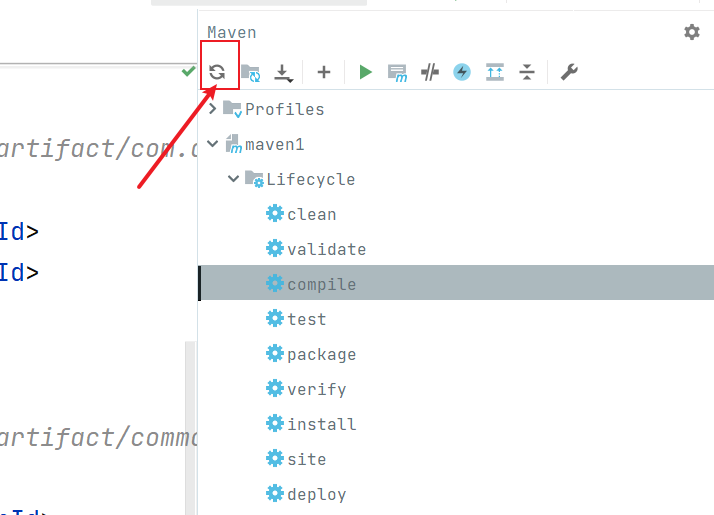 Maven
Profiles
artifact/com.
maven1
Lifecycle
clean
Id>
validate
Id>
compile
test
package
verify
install
artifact/commo
site
deploy
Id>